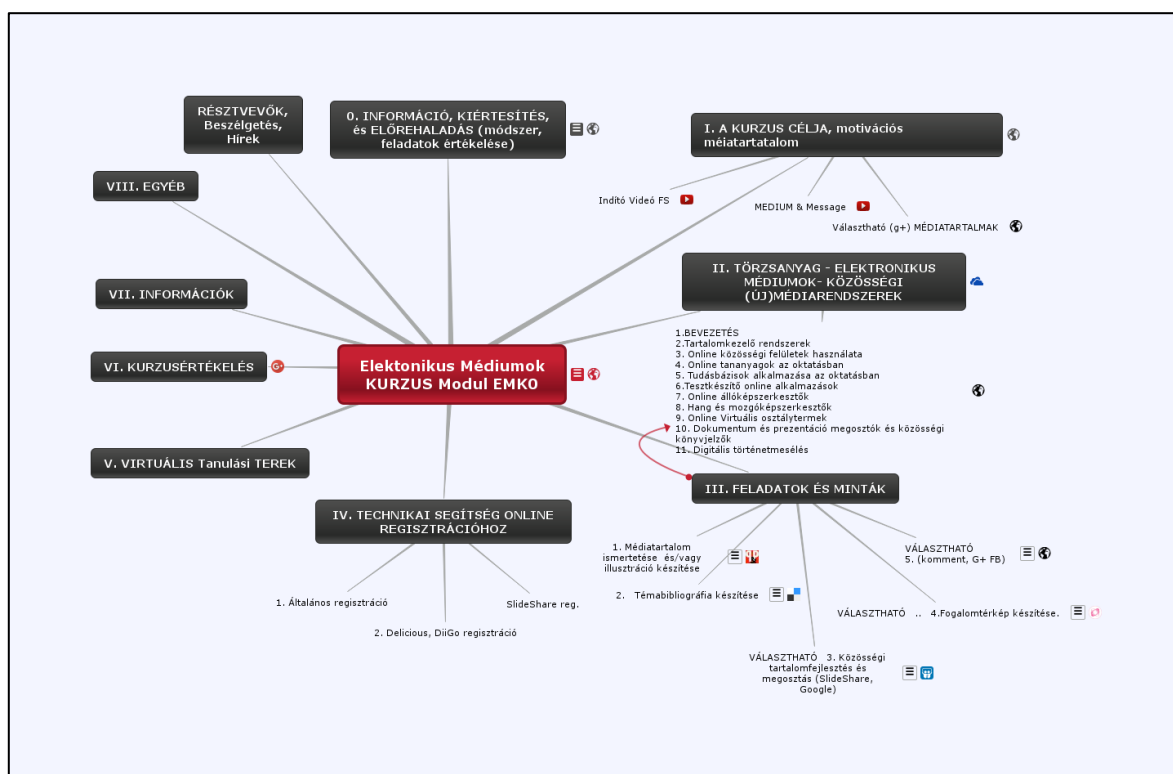 RÉSZTVEVŐK,
Beszélgetés,
Hírek
0. INFORMÁCIÓ, KIÉRTESÍTÉS,
és ELŐREHALADÁS (módszer,
feladatok értékelése)
I. A KURZUS CÉLJA, motivációs
méiatartatalom
Indító Videó FS
MEDIUM & Message
Választható (g+) MÉDIATARTALMAK
VIII. EGYÉB
II. TÖRZSANYAG - ELEKTRONIKUS
MÉDIUMOK- KÖZÖSSÉGI
(ÚJ)MÉDIARENDSZEREK
VII. INFORMÁCIÓK
1.BEVEZETÉS
2.Tartalomkezelő rendszerek
3. Online közösségi felületek használata
4. Online tananyagok az oktatásban
5. Tudásbázisok alkalmazása az oktatásban
6.Tesztkészítő online alkalmazások
7. Online állóképszerkesztők
8. Hang és mozgóképszerkesztők
9. Online Virtuális osztálytermek
10. Dokumentum és prezentáció megosztók és közösségi
könyvjelzők
11. Digitális történetmesélés
VI. KURZUSÉRTÉKELÉS
G+
Elektonikus Médiumok
KURZUS Modul EMK0
V. VIRTUÁLIS Tanulási TEREK
III. FELADATOK ÉS MINTÁK
IV. TECHNIKAI SEGÍTSÉG ONLINE
REGISZTRÁCIÓHOZ
1. Általános regisztráció
2. Delicious, DiiGo regisztráció
SlideShare reg.
1. Médiatartalom
ismertetése és/vagy
illusztráció készítése
2. Témabibliográfia készítése
VÁLASZTHATÓ 3. Közösségi
tartalomfejlesztés és
megosztás (SlideShare,
Google)
VÁLASZTHATÓ .. 4.Fogalomtérkép készítése.
VÁLASZTHATÓ
5. (komment, G+ FB)